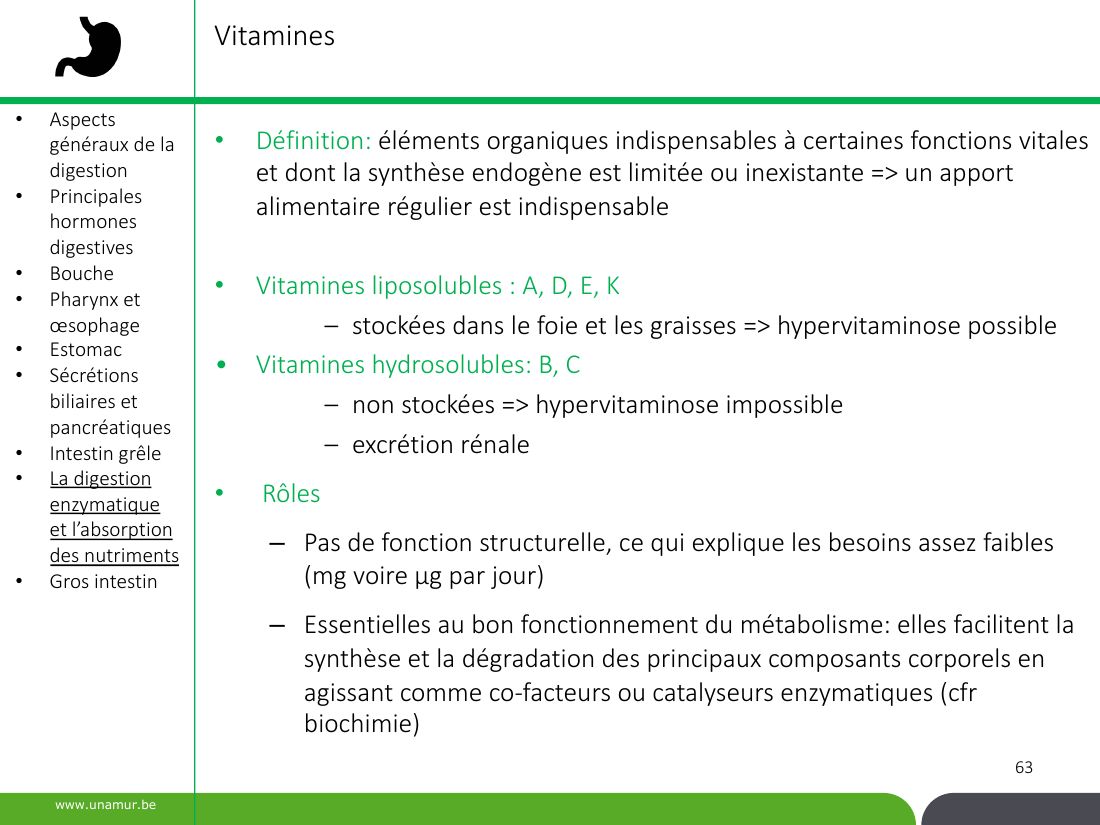 Vitamines
• Aspects
généraux de la
digestion
• Principales
hormones
digestives
• Bouche
• Pharynx et
œsophage
• Estomac
• Sécrétions
biliaires et
pancréatiques
• Intestin grêle
• La digestion
enzymatique
et l’absorption
des nutriments
• Gros intestin
• Définition: éléments organiques indispensables à certaines fonctions vitales
et dont la synthèse endogène est limitée ou inexistante => un apport
alimentaire régulier est indispensable
• Vitamines liposolubles : A, D, E, K
– stockées dans le foie et les graisses => hypervitaminose possible
• Vitamines hydrosolubles: B, C
– non stockées => hypervitaminose impossible
– excrétion rénale
• Rôles
– Pas de fonction structurelle, ce qui explique les besoins assez faibles
(mg voire µg par jour)
– Essentielles au bon fonctionnement du métabolisme: elles facilitent la
synthèse et la dégradation des principaux composants corporels en
agissant comme co-facteurs ou catalyseurs enzymatiques (cfr
biochimie)
63
www.unamur.be